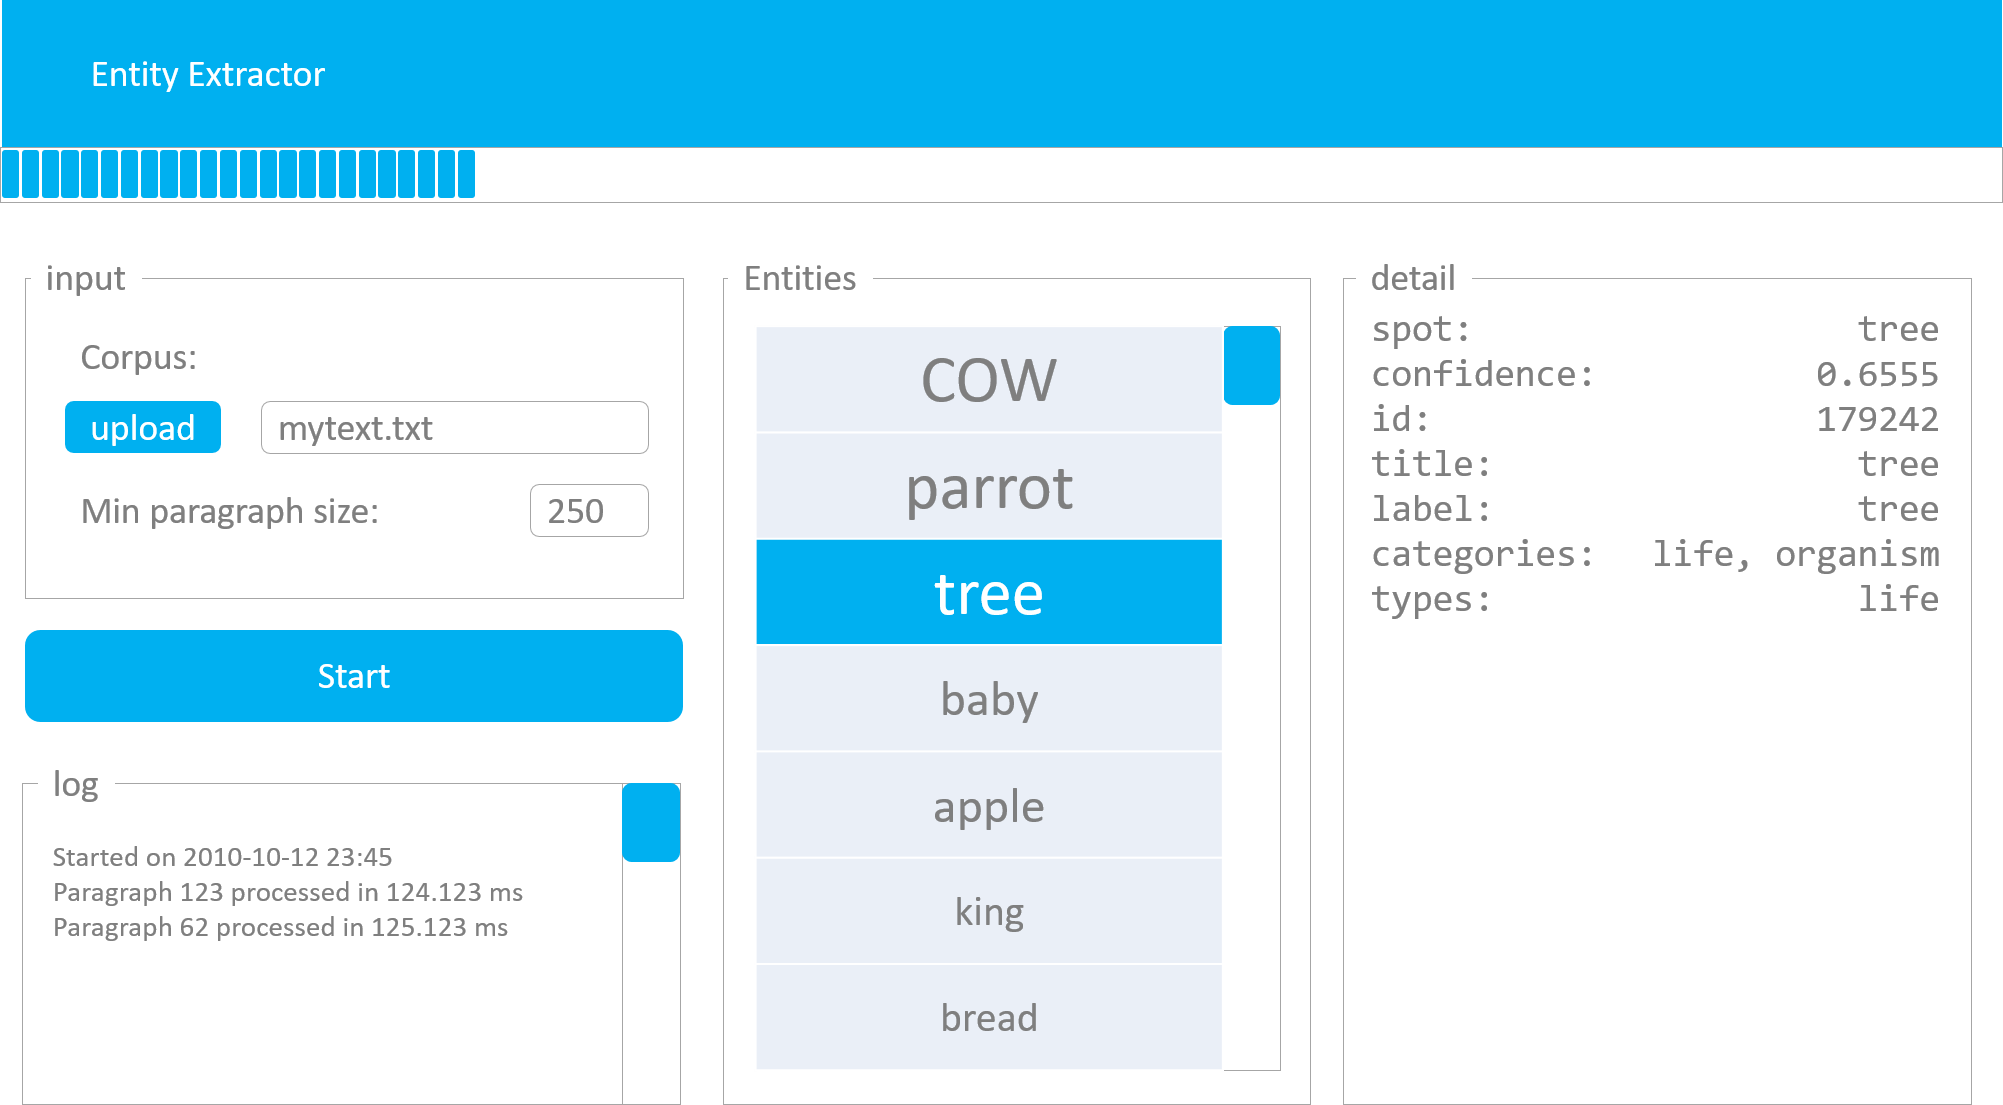 Entity Extractor
input
Corpus:
upload mytext.txt
Min paragraph size: 250
Start
log
Started on 2010-10-12 23:45
Paragraph 123 processed in 124.123 ms
Paragraph 62 processed in 125.123 ms
Entities
COW
parrot
tree
baby
apple
king
bread
detail
spot: tree
confidence: 0.6555
id: 179242
title: tree
label: tree
categories: life, organism
types: life